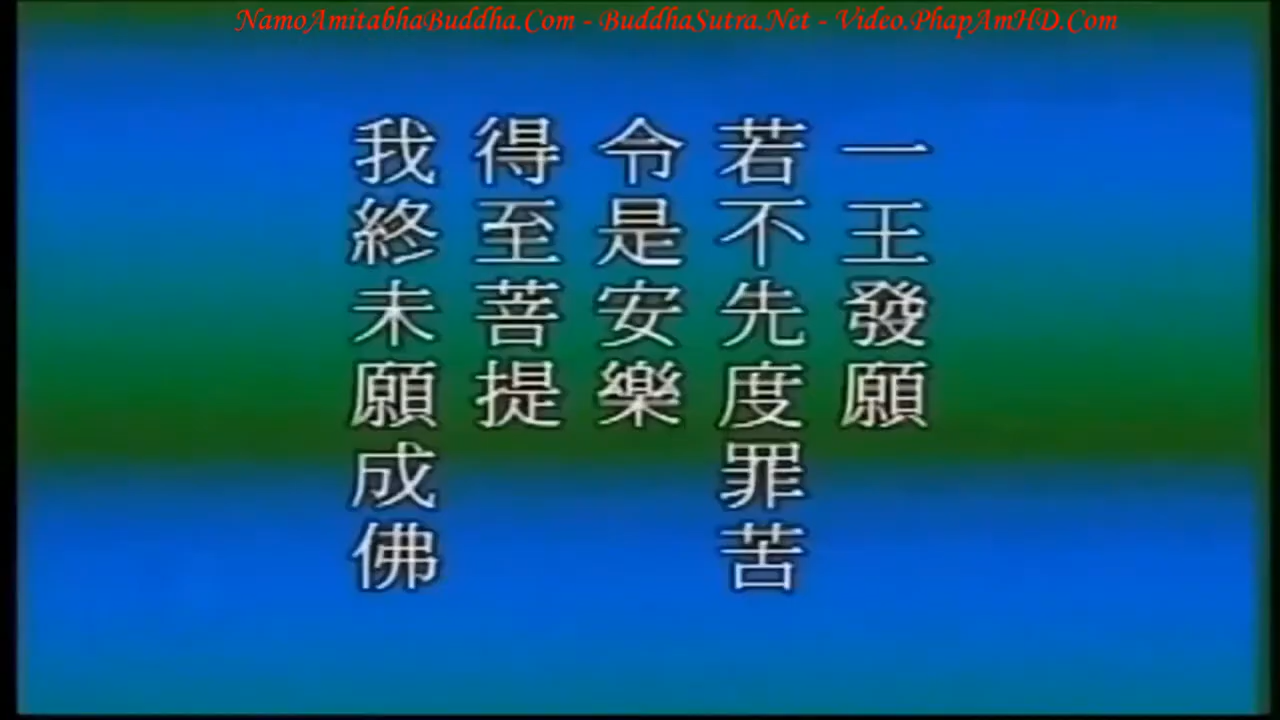 NamoAmitabhaBuddha.Com - BuddhaSutra.Net - Video.PhapAmHD.Com
一王發願
若不先度罪苦
令是安樂
得至菩提
我終未願成佛